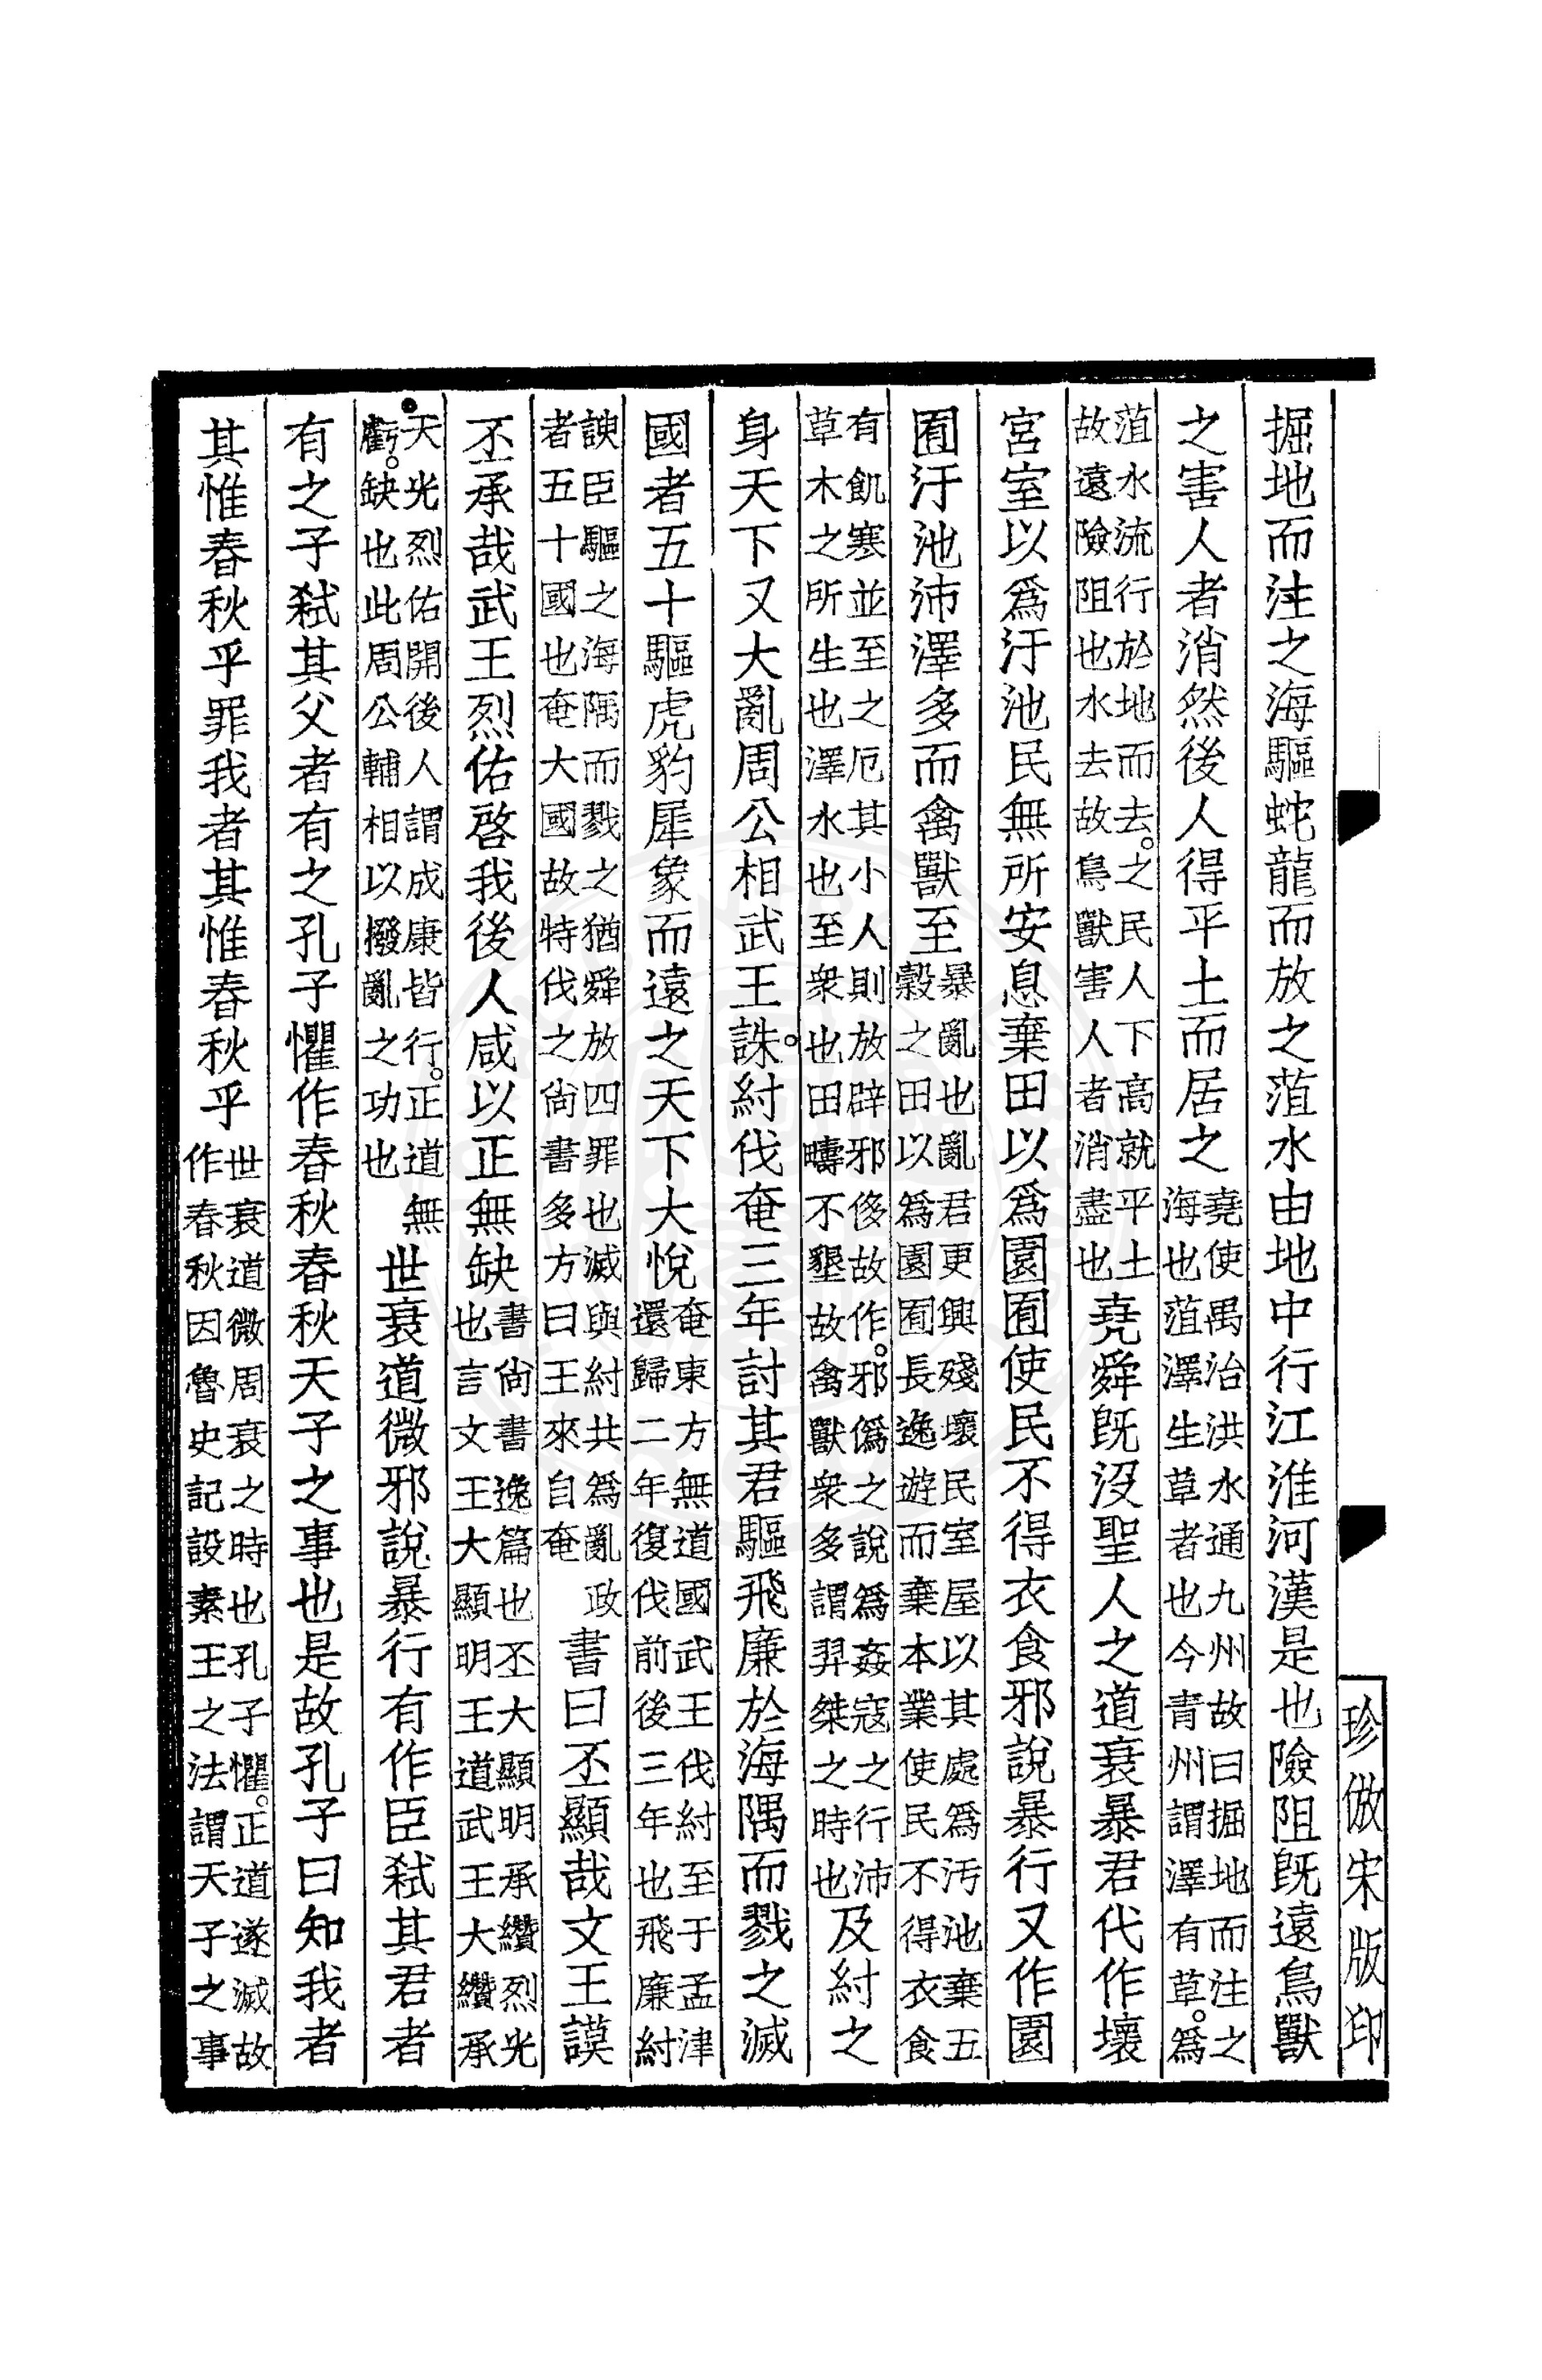 珍倣宋版印
掘地而注之海驅蛇龍而放之菹水由地中行江淮河漢是也險阻旣遠鳥獸
之害人者消然後人得平土而居之堯使禹治洪水通九州故曰掘地而注之海也菹澤生草者也今青州謂澤有草。爲
菹水流行於地而去。之民人下高就平土故遠險阻也水去故鳥獸害人者消盡也堯舜旣沒聖人之道衰暴君代作壞
宮室以爲汙池民無所安息棄田以爲園囿使民不得衣食邪說暴行又作園
囿汙池沛澤多而禽獸至暴亂也亂君更興殘壞民室屋以其處爲汚池棄五穀之田以爲園囿長逸遊而棄本業使民不得衣食
有飢寒並至之厄其小人則放辟邪侈故作。邪僞之說爲姦寇之行沛草木之所生也澤水也至衆也田疇不墾故禽獸衆多謂羿桀之時也及紂之
身天下又大亂周公相武王誅。紂伐奄三年討其君驅飛廉於海隅而戮之滅
國者五十驅虎豹犀象而遠之天下大悅奄東方無道國武王伐紂至于孟津還歸二年復伐前後三年也飛廉紂
諛臣驅之海隅而戮之猶舜放四罪也滅與紂共爲亂政者五十國也奄大國故特伐之尙書多方曰王來自奄書曰丕顯哉文王謨
丕承哉武王烈佑啓我後人咸以正無缺書尙書逸篇也丕大顯明承纘烈光也言文王大顯明王道武王大纘承
天光烈佑開後人謂成康皆行。正道無虧。缺也此周公輔相以撥亂之功也世衰道微邪說暴行有作臣弒其君者
有之子弒其父者有之孔子懼作春秋春秋天子之事也是故孔子曰知我者
其惟春秋乎罪我者其惟春秋乎世衰道微周衰之時也孔子懼。正道遂滅故作春秋因魯史記設素王之法謂天子之事